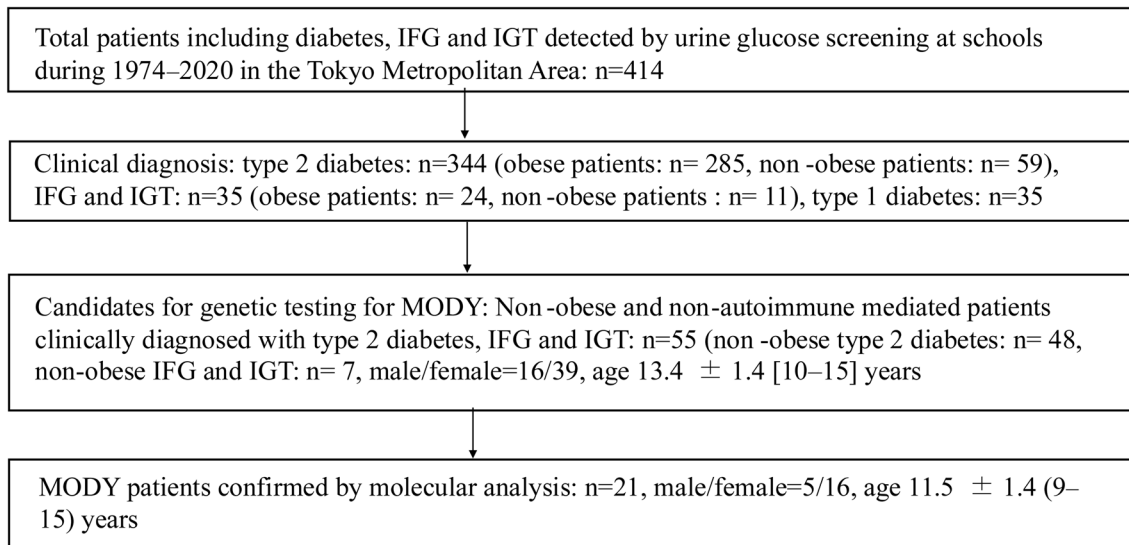 Total patients including diabetes, IFG and IGT detected by urine glucose screening at schools
during 1974–2020 in the Tokyo Metropolitan Area: n=414
Clinical diagnosis: type 2 diabetes: n=344 (obese patients: n= 285, non -obese patients: n= 59),
IFG and IGT: n=35 (obese patients: n= 24, non -obese patients : n= 11), type 1 diabetes: n=35
Candidates for genetic testing for MODY: Non -obese and non-autoimmune mediated patients
clinically diagnosed with type 2 diabetes, IFG and IGT: n=55 (non -obese type 2 diabetes: n= 48,
non-obese IFG and IGT: n= 7, male/female=16/39, age 13.4 ± 1.4 [10–15] years
MODY patients confirmed by molecular analysis: n=21, male/female=5/16, age 11.5 ± 1.4 (9–
15) years